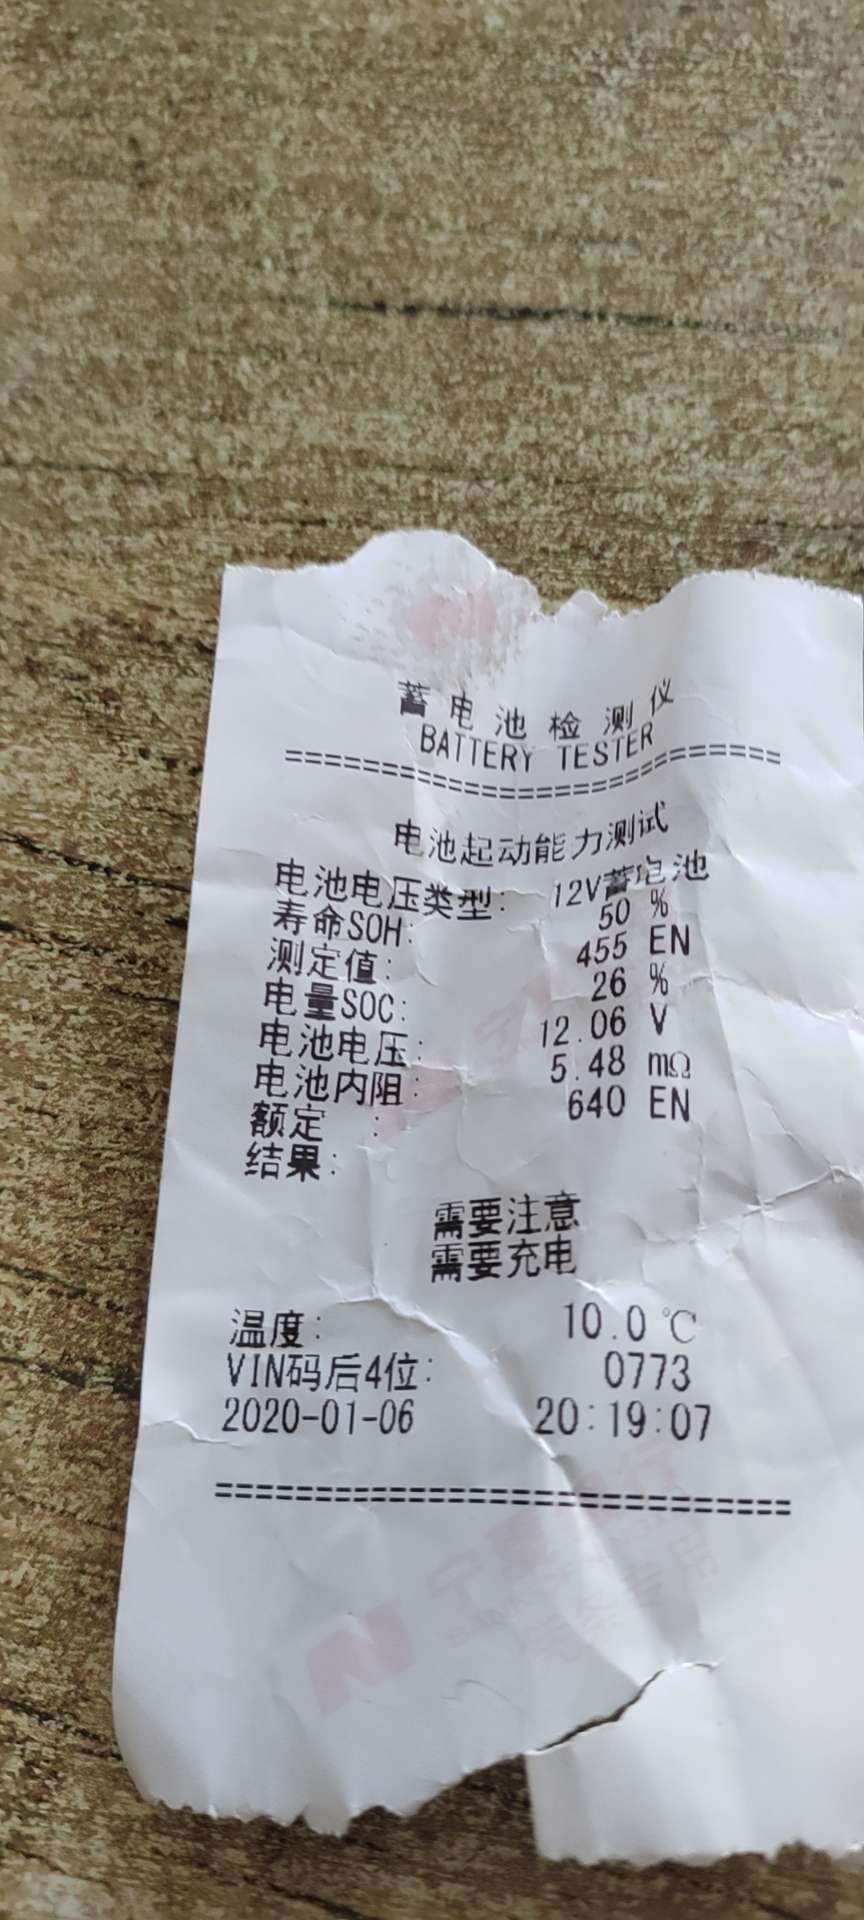 蓄电池检测仪
BATTERY TESTER
==============================
电池起动能力测试
电池电压类型: 12V蓄电池
寿命SOH: 50 %
测定值: 455 EN
电量SOC: 26 %
电池电压: 12.06 V
电池内阻: 5.48 mΩ
额定 : 640 EN
结果:
需要注意
需要充电
温度: 10.0 ℃
VIN码后4位: 0773
2020-01-06 20:19:07
==============================